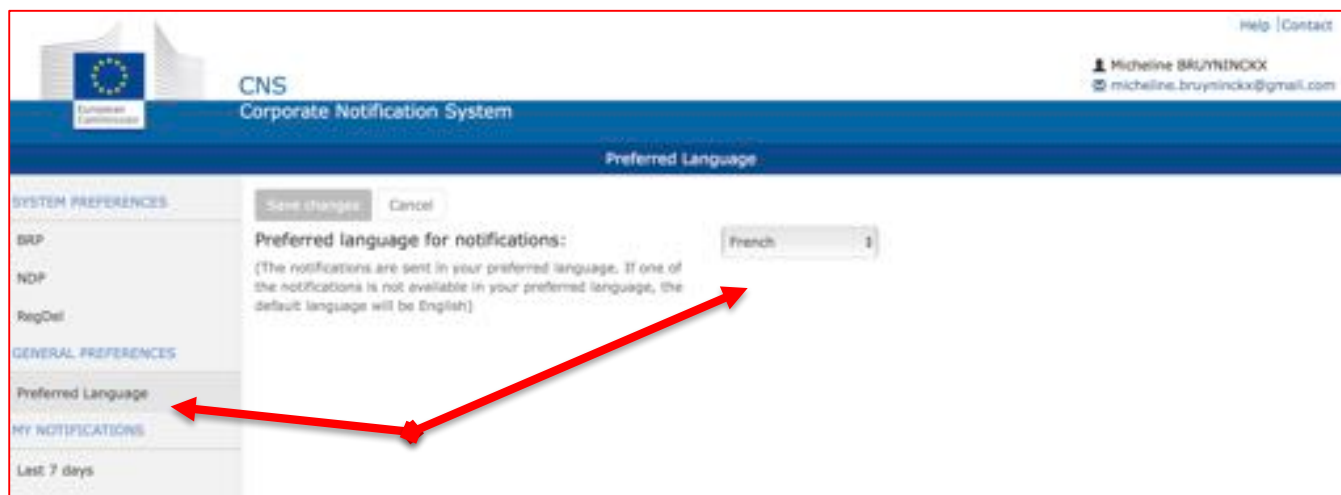 Help | Contact
Micheline BRUYNINCKX
micheline.bruyninckx@gmail.com
European
Commission
CNS
Corporate Notification System
Preferred Language
SYSTEM PREFERENCES
BRP
NDP
RegDel
GENERAL PREFERENCES
Preferred Language
MY NOTIFICATIONS
Last 7 days
Save changes
Cancel
Preferred language for notifications:
French
(The notifications are sent in your preferred language. If one of
the notifications is not available in your preferred language, the
default language will be English)